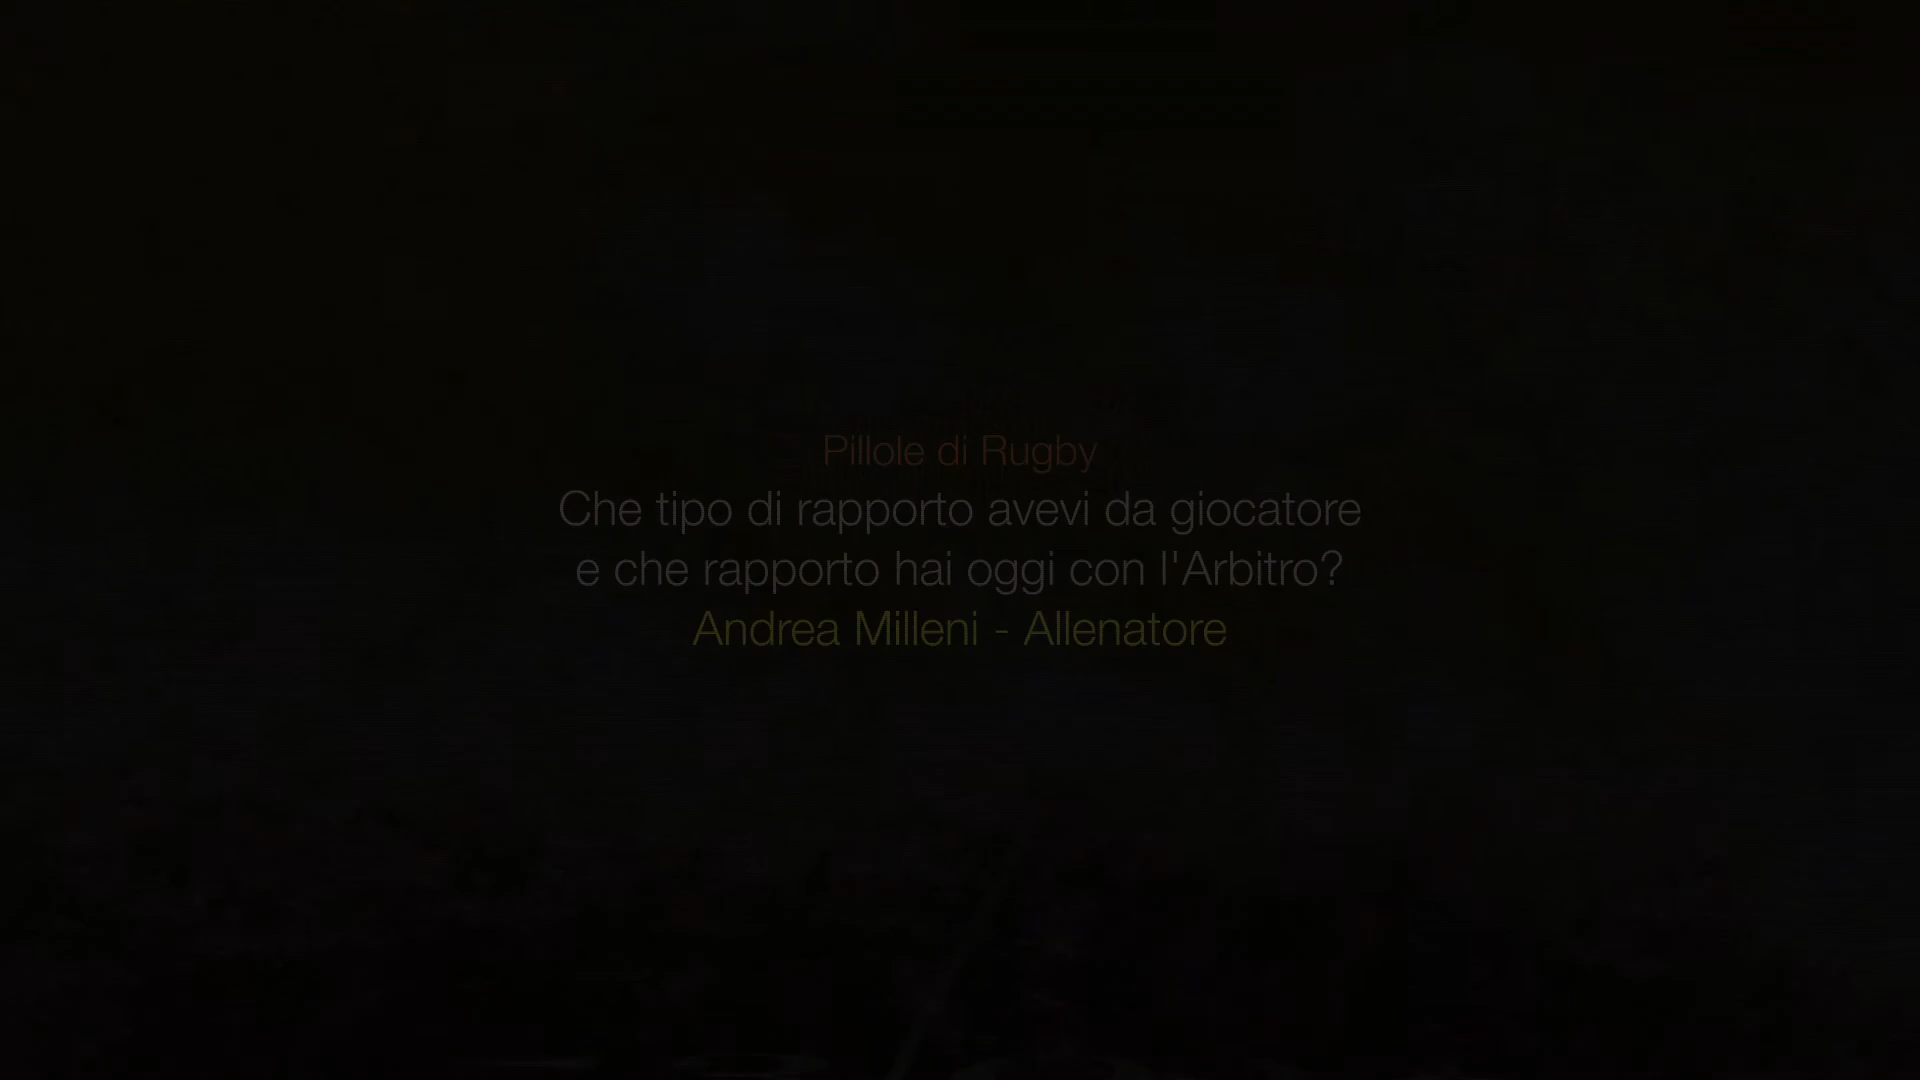 Pillole di Rugby
Che tipo di rapporto avevi da giocatore
e che rapporto hai oggi con l'Arbitro?
Andrea Milleni - Allenatore